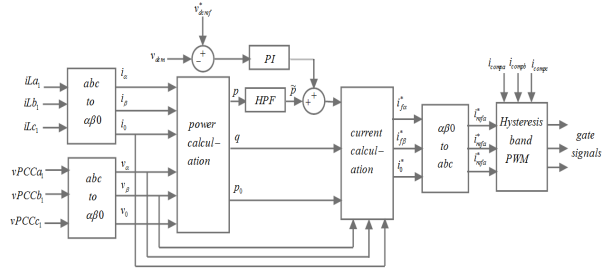 v*dcref
vdcm
+
−
PI
iLa1
iLb1
iLc1
abc
to
αβ0
iα
iβ
i0
vPCCa1
vPCCb1
vPCCc1
abc
to
αβ0
vα
vβ
v0
power
calcul-
ation
p
HPF
p̃
+
+
q
p0
current
calcul-
ation
i*fα
i*fβ
i*0
αβ0
to
abc
i*refa
i*refa
i*refa
icompa icompb icompc
Hysteresis
band
PWM
gate
signals